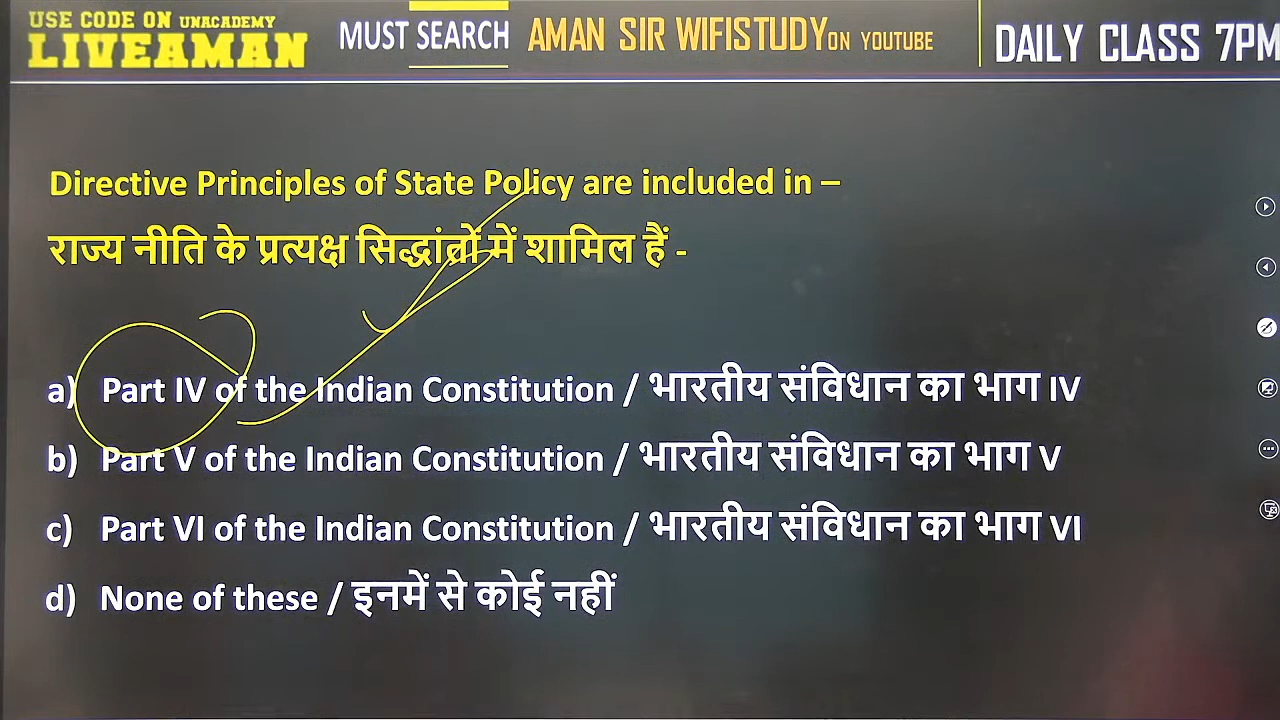 USE CODE ON UNACADEMY
LIVEAMAN
MUST SEARCH
AMAN SIR WIFISTUDY ON YOUTUBE
DAILY CLASS 7PM
Directive Principles of State Policy are included in –
राज्य नीति के प्रत्यक्ष सिद्धांतों में शामिल हैं -
a) Part IV of the Indian Constitution / भारतीय संविधान का भाग IV
b) Part V of the Indian Constitution / भारतीय संविधान का भाग V
c) Part VI of the Indian Constitution / भारतीय संविधान का भाग VI
d) None of these / इनमें से कोई नहीं